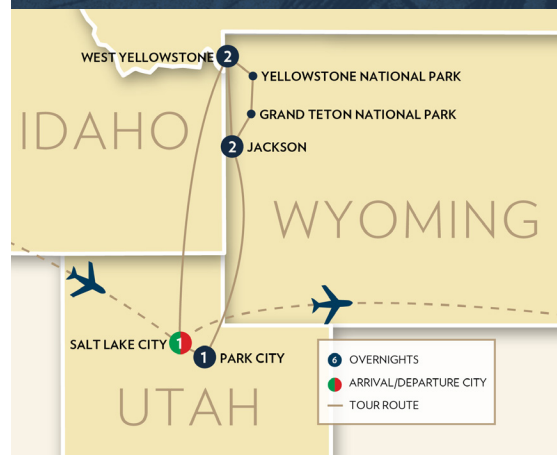 WEST YELLOWSTONE
2
YELLOWSTONE NATIONAL PARK
GRAND TETON NATIONAL PARK
IDAHO
2
JACKSON
WYOMING
SALT LAKE CITY
1
1
PARK CITY
UTAH
6 OVERNIGHTS
ARRIVAL/DEPARTURE CITY
TOUR ROUTE